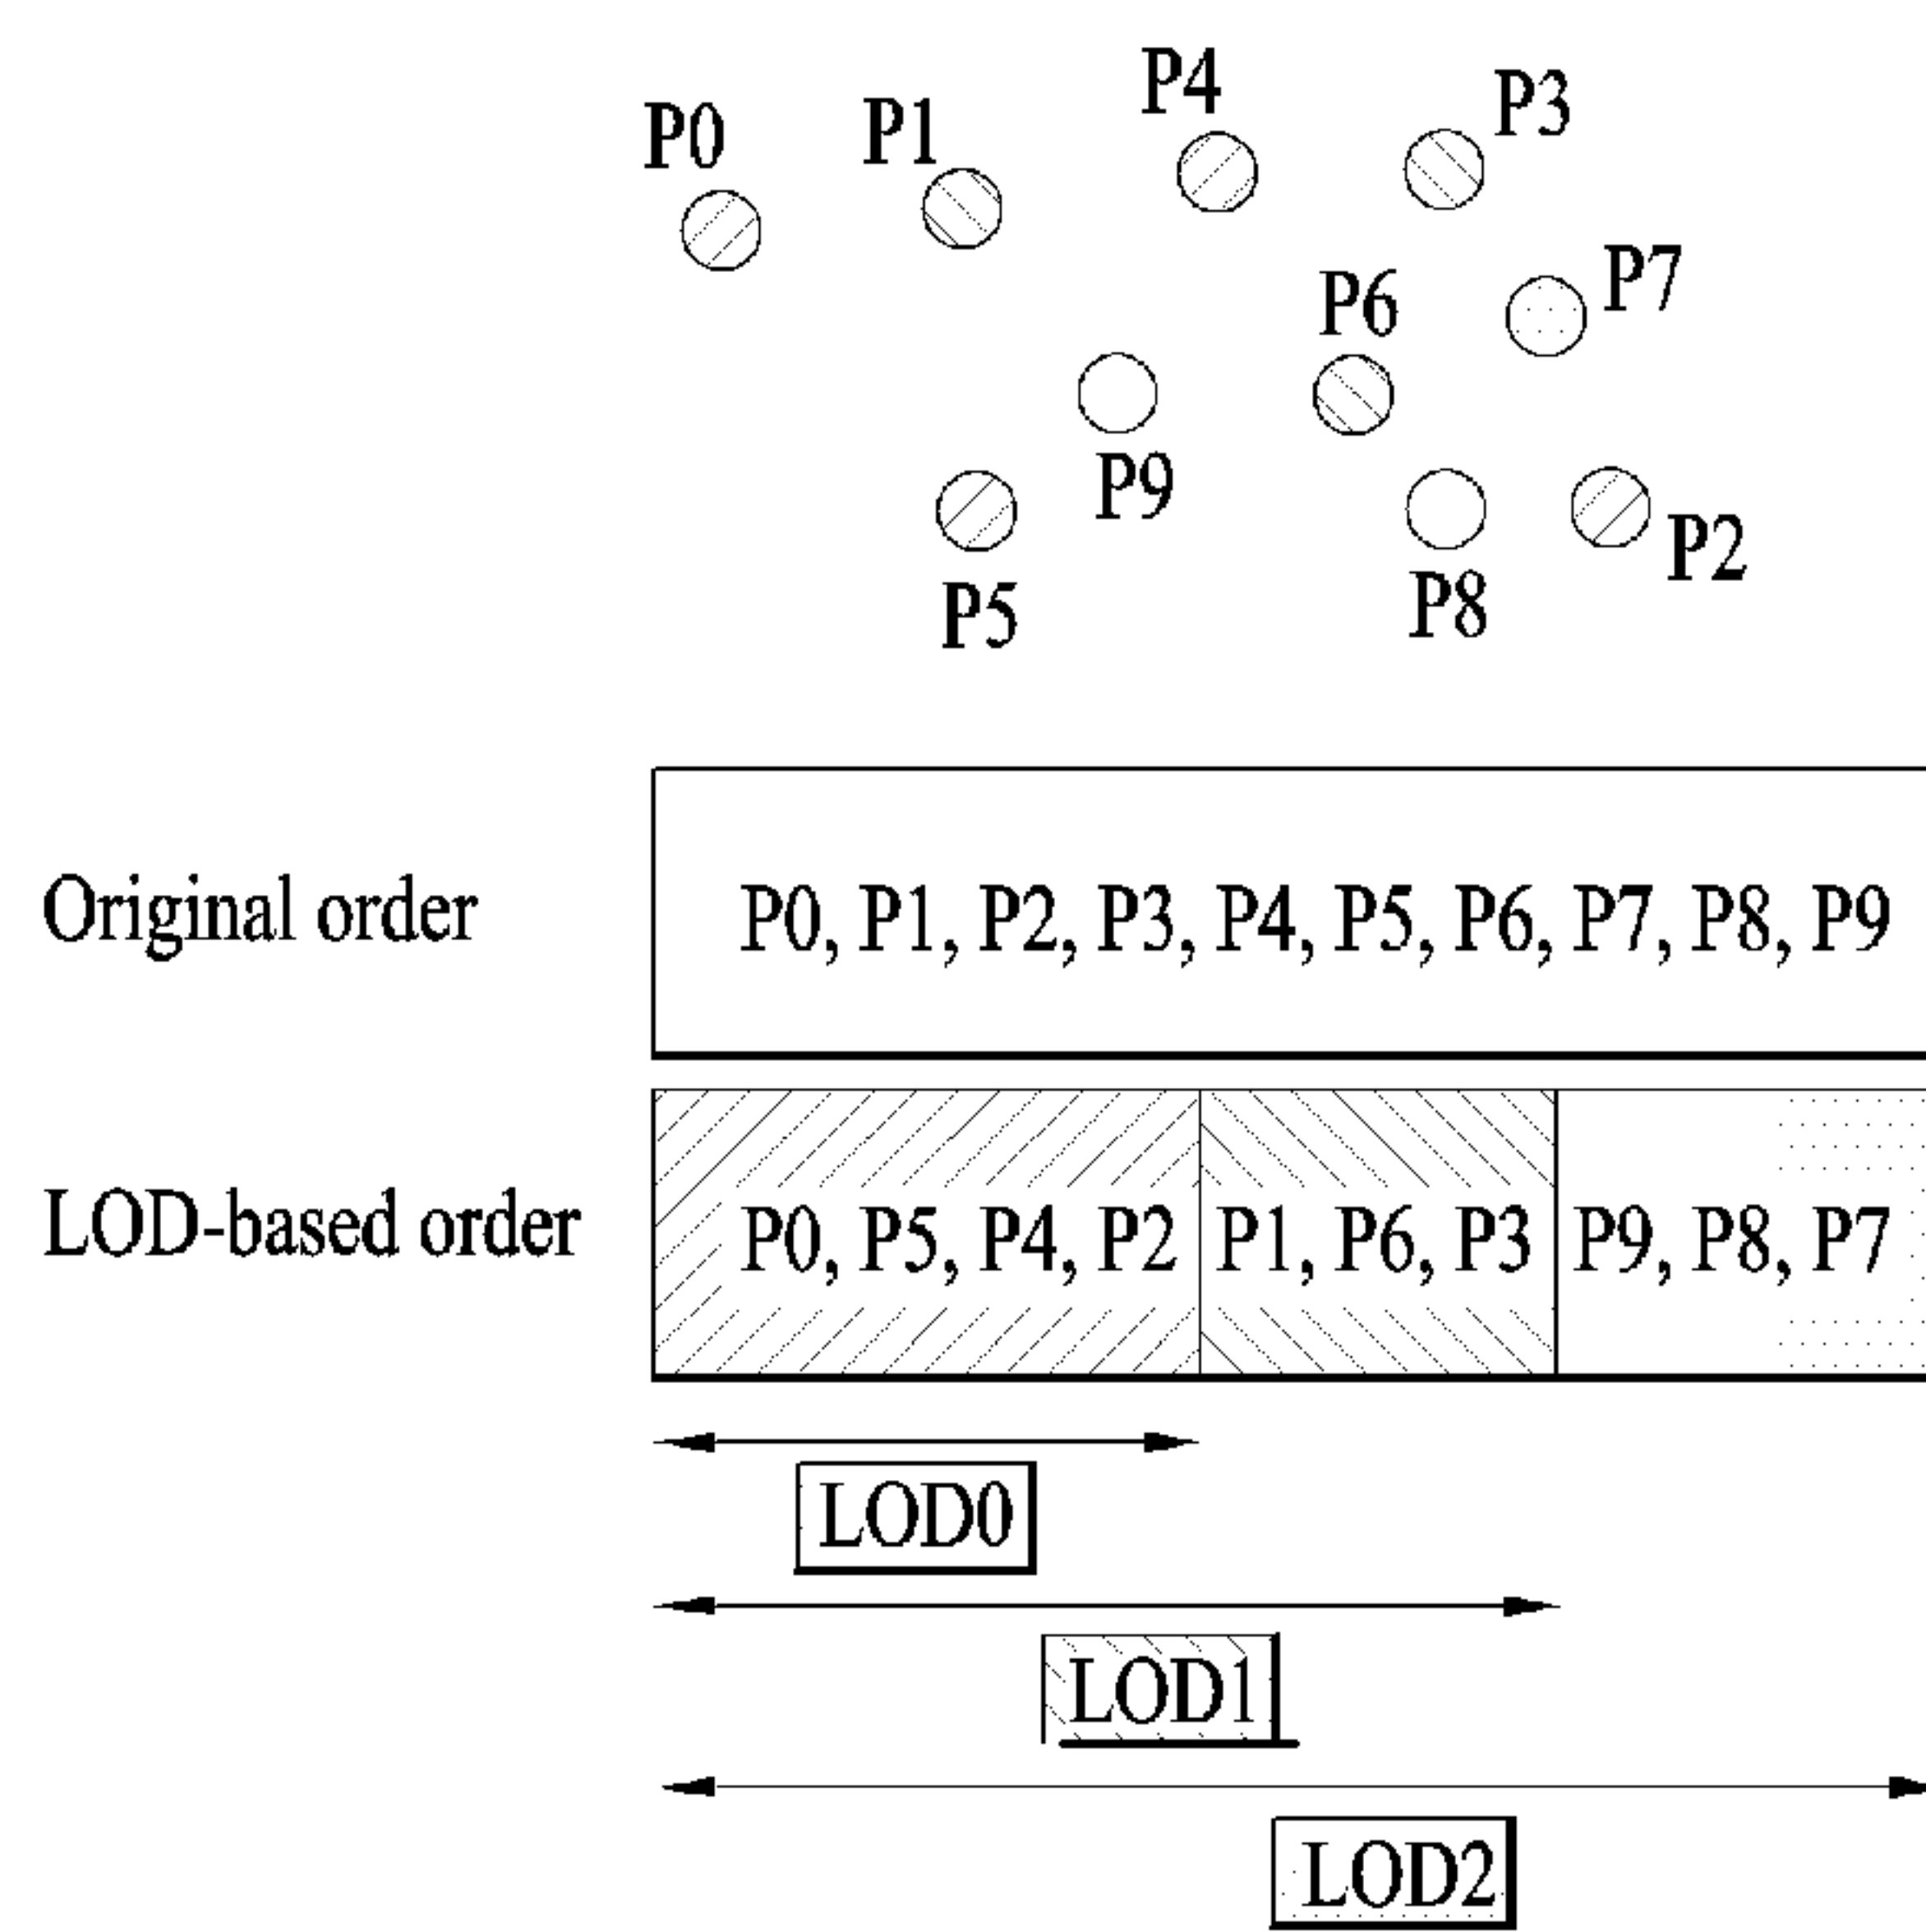 P4
P3
P0
P1
P7
P6
P9
P2
P8
P5
Original order
P0, P1, P2, P3, P4, P5, P6, P7, P8, P9
LOD-based order
P0, P5, P4, P2, P1, P6, P3, P9, P8, P7
LOD0
LOD1
LOD2